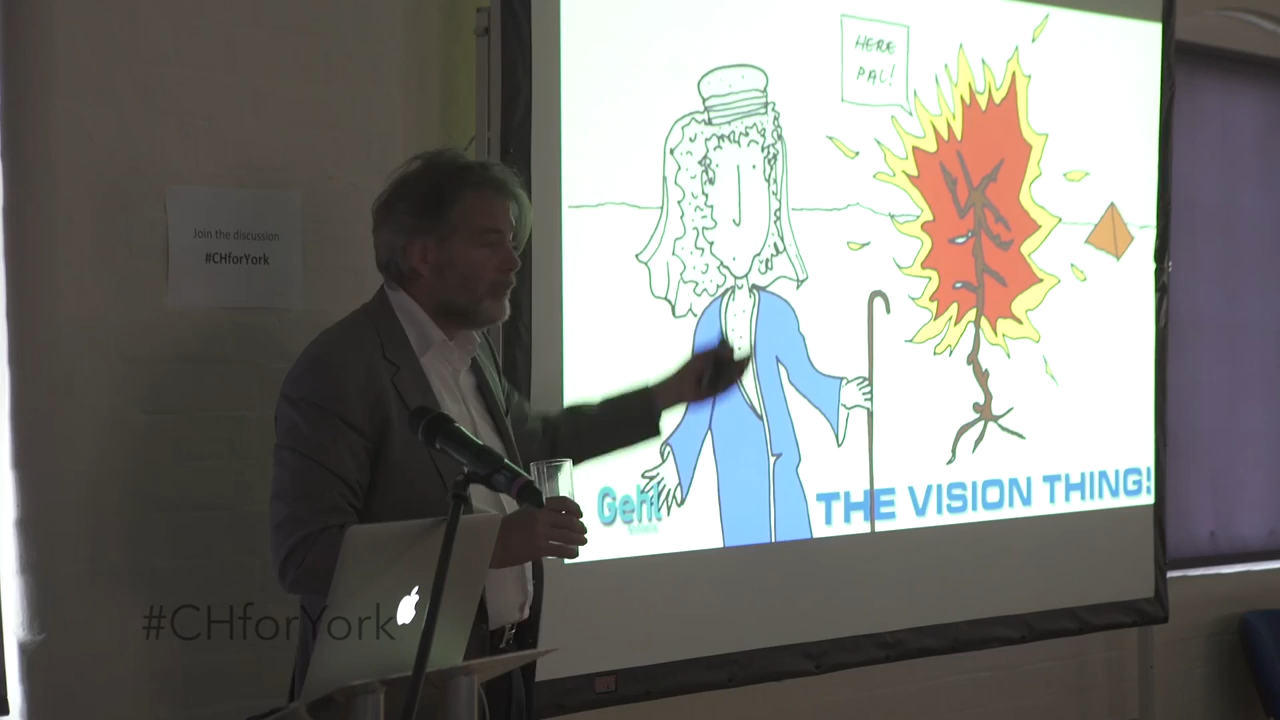 HERE
PAL!
Join the discussion
#CHforYork
Gehl
THE VISION THING!
#CHforYork